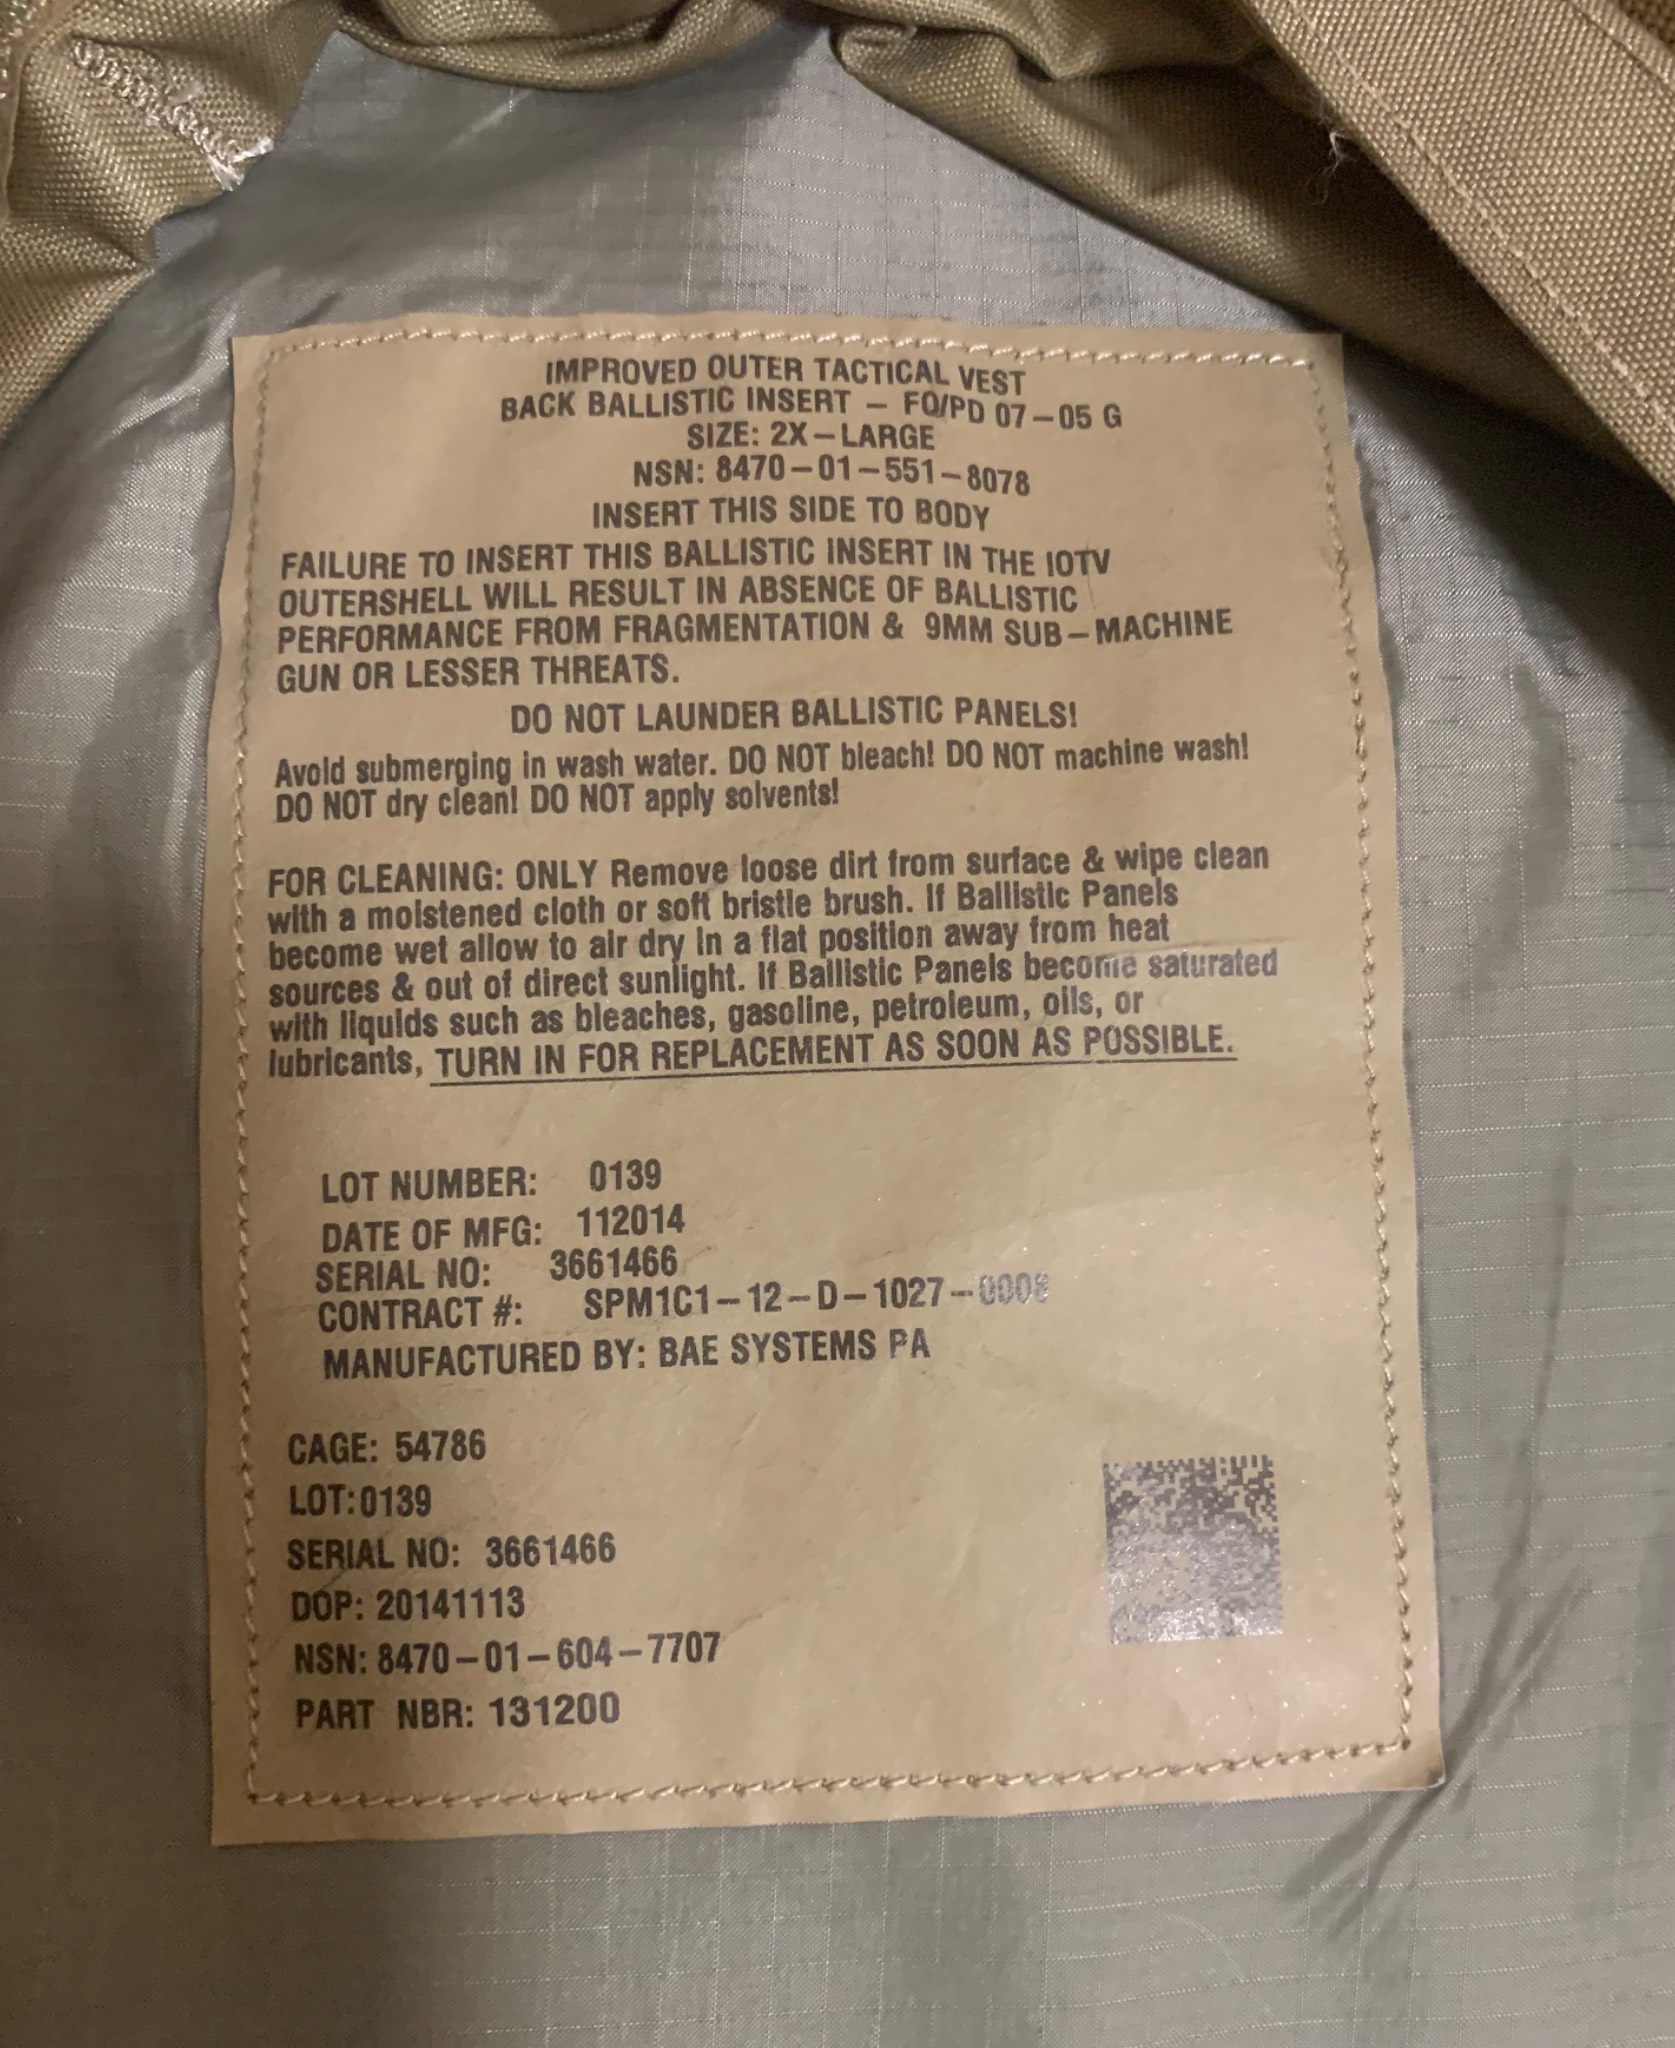 IMPROVED OUTER TACTICAL VEST
BACK BALLISTIC INSERT – FQ/PD 07–05 G
SIZE: 2X–LARGE
NSN: 8470–01–551–8078
INSERT THIS SIDE TO BODY
FAILURE TO INSERT THIS BALLISTIC INSERT IN THE IOTV
OUTERSHELL WILL RESULT IN ABSENCE OF BALLISTIC
PERFORMANCE FROM FRAGMENTATION & 9MM SUB–MACHINE
GUN OR LESSER THREATS.
DO NOT LAUNDER BALLISTIC PANELS!
Avoid submerging in wash water. DO NOT bleach! DO NOT machine wash!
DO NOT dry clean! DO NOT apply solvents!
FOR CLEANING: ONLY Remove loose dirt from surface & wipe clean
with a moistened cloth or soft bristle brush. If Ballistic Panels
become wet allow to air dry in a flat position away from heat
sources & out of direct sunlight. If Ballistic Panels become saturated
with liquids such as bleaches, gasoline, petroleum, oils, or
lubricants, TURN IN FOR REPLACEMENT AS SOON AS POSSIBLE.
LOT NUMBER: 0139
DATE OF MFG: 112014
SERIAL NO: 3661466
CONTRACT #: SPM1C1–12–D–1027–0008
MANUFACTURED BY: BAE SYSTEMS PA
CAGE: 54786
LOT:0139
SERIAL NO: 3661466
DOP: 20141113
NSN: 8470–01–604–7707
PART NBR: 131200